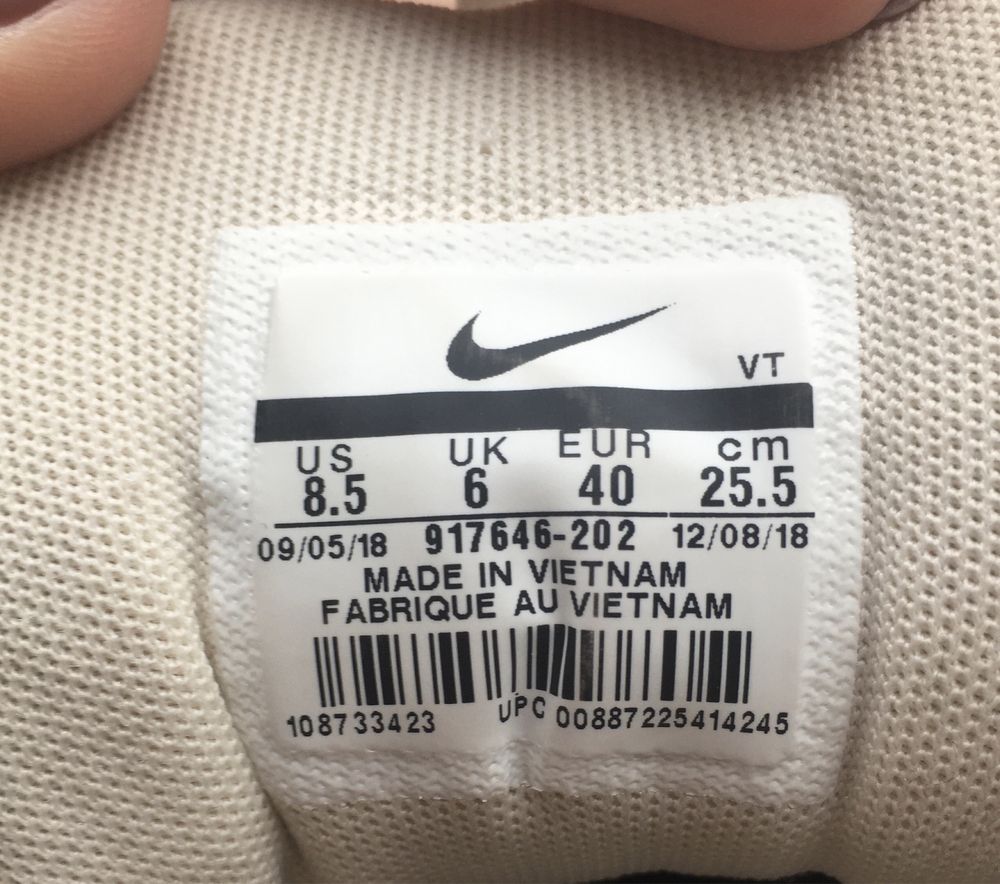 VT
US UK EUR cm
8.5 6 40 25.5
09/05/18 917646-202 12/08/18
MADE IN VIETNAM
FABRIQUE AU VIETNAM
108733423 UPC 00887225414245